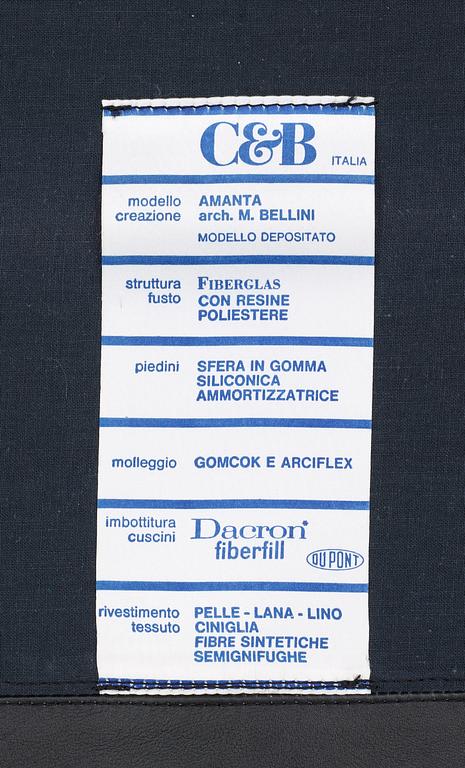 C&B ITALIA
modello AMANTA
creazione arch. M. BELLINI
MODELLO DEPOSITATO
struttura FIBERGLAS
fusto CON RESINE
POLIESTERE
piedini SFERA IN GOMMA
SILICONICA
AMMORTIZZATRICE
molleggio GOMCOK E ARCIFLEX
imbottitura Dacron*
cuscini fiberfill
DU PONT
rivestimento PELLE - LANA - LINO
tessuto CINIGLIA
FIBRE SINTETICHE
SEMIGNIFUGHE